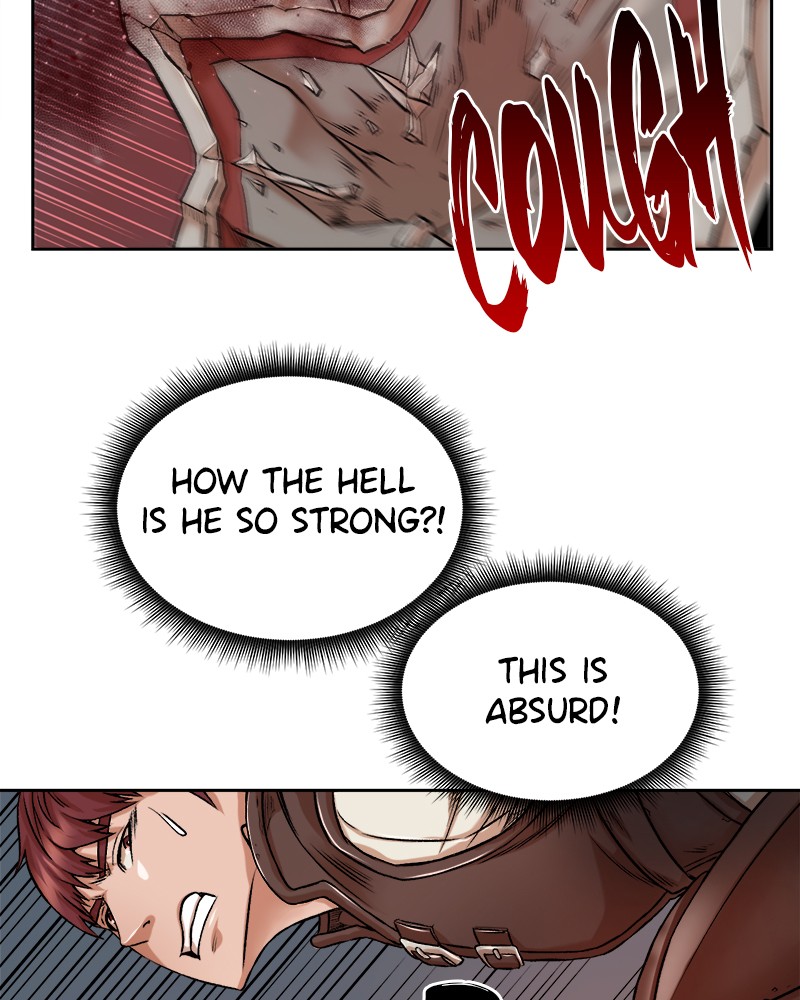 COUGH
HOW THE HELL
IS HE SO STRONG?!
THIS IS
ABSURD!